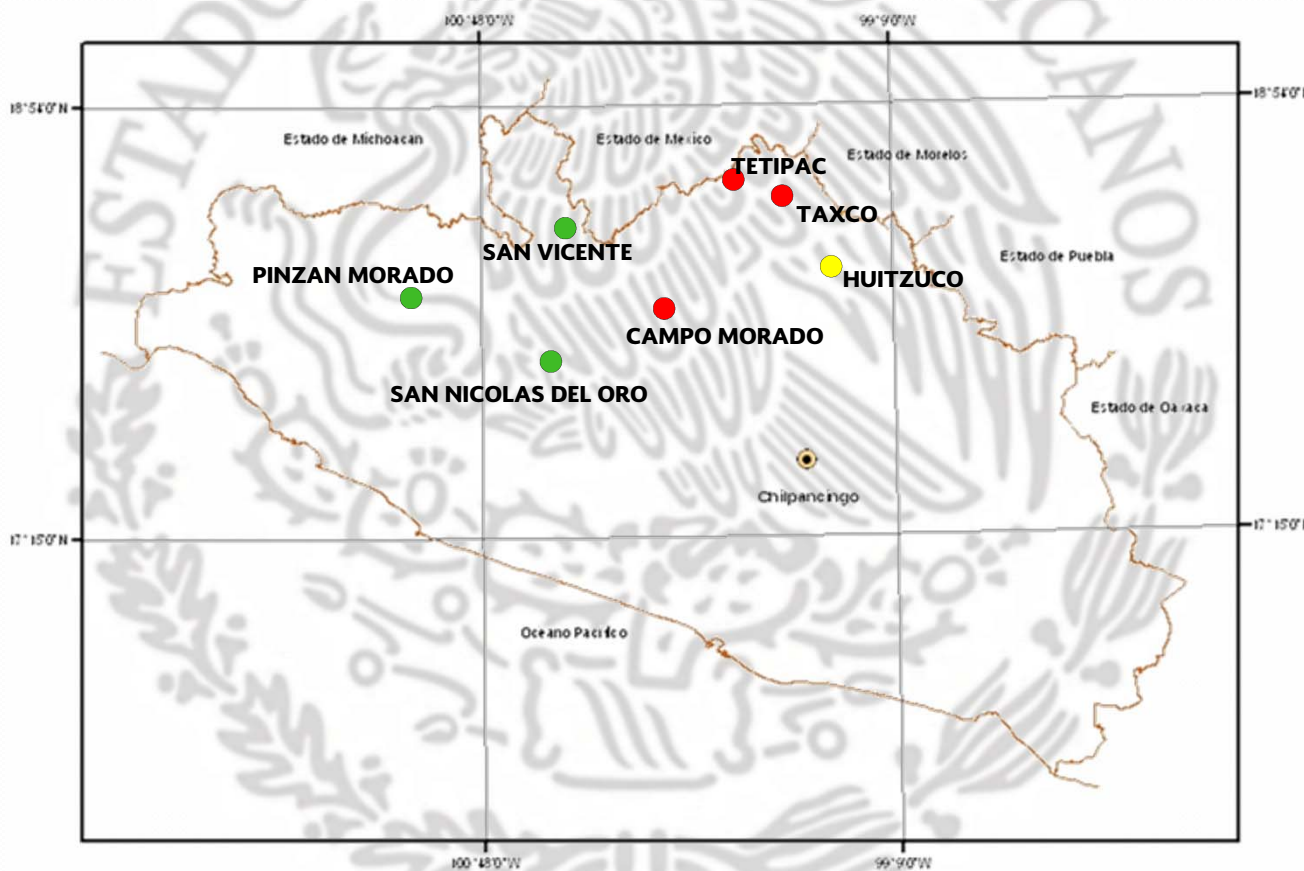 100°48'0"W
99°9'0"W
18°54'0"N
18°54'0"N
ESTADO
ICANOS
Estado de Michoacan
Estado de Mexico
Estado de Morelos
TETIPAC
TAXCO
SAN VICENTE
Estado de Puebla
PINZAN MORADO
HUITZUCO
CAMPO MORADO
SAN NICOLAS DEL ORO
Estado de Oaxaca
Chilpancingo
17°15'0"N
17°15'0"N
Oceano Pacifico
100°48'0"W
99°9'0"W